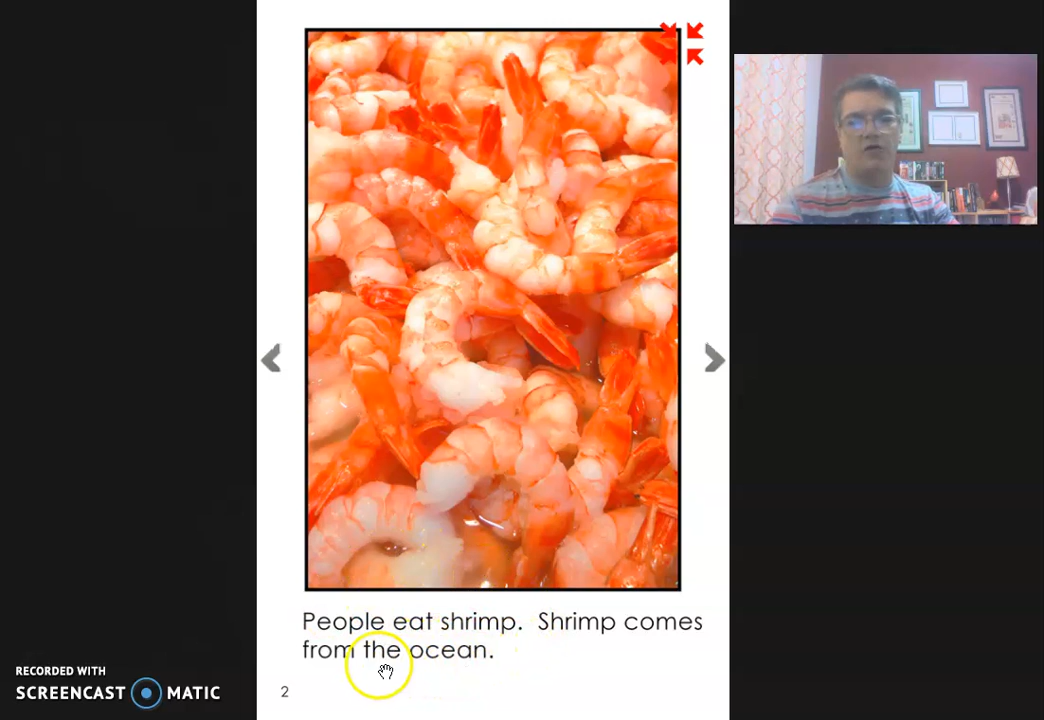 People eat shrimp.  Shrimp comes
from the ocean.
RECORDED WITH
SCREENCAST MATIC
2